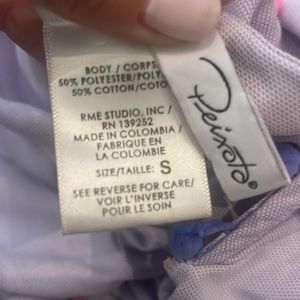 BODY / CORPS
50% POLYESTER/POLY
50% COTTON/COTO
RME STUDIO, INC /
RN 139252
MADE IN COLOMBIA /
FABRIQUE EN
LA COLOMBIE
SIZE/TAILLE: S
SEE REVERSE FOR CARE/
VOIR L'INVERSE
POUR LE SOIN
Peixoto®